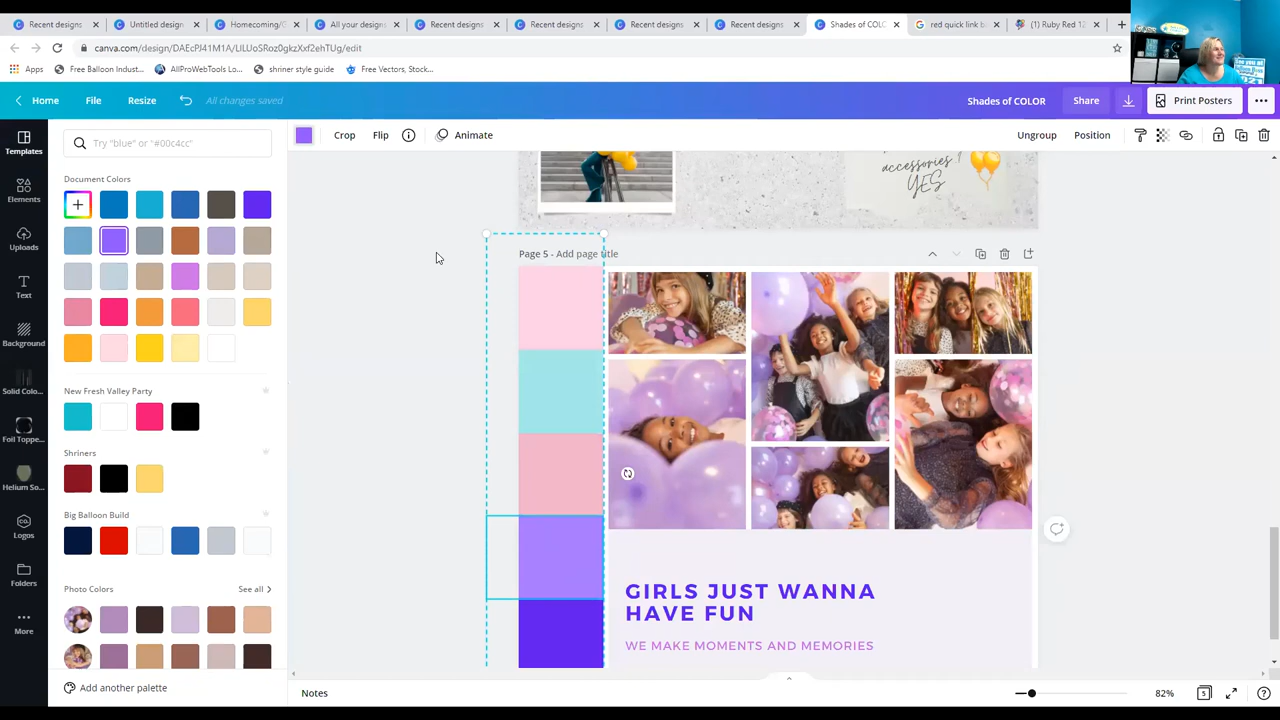 Recent designs
Untitled design
Homecoming/G
All your designs
Recent designs
Recent designs
Recent designs
Recent designs
Shades of COLO
red quick link b
(1) Ruby Red 12
canva.com/design/DAEcPJ41M1A/LlLUoSRoz0gkzXxf2ehTUg/edit
Apps
Free Balloon Indust...
AllProWebTools Lo...
shriner style guide
Free Vectors, Stock...
Home
File
Resize
All changes saved
Shades of COLOR
Share
Print Posters
Templates
Try "blue" or "#00c4cc"
Crop
Flip
Animate
Ungroup
Position
Document Colors
Elements
Uploads
Text
Background
Solid Colo...
Foil Toppe...
Helium So...
Logos
Folders
More
accessories?
YES
Page 5 - Add page title
New Fresh Valley Party
Shriners
Big Balloon Build
Photo Colors
See all
GIRLS JUST WANNA
HAVE FUN
WE MAKE MOMENTS AND MEMORIES
Add another palette
Notes
82%
5